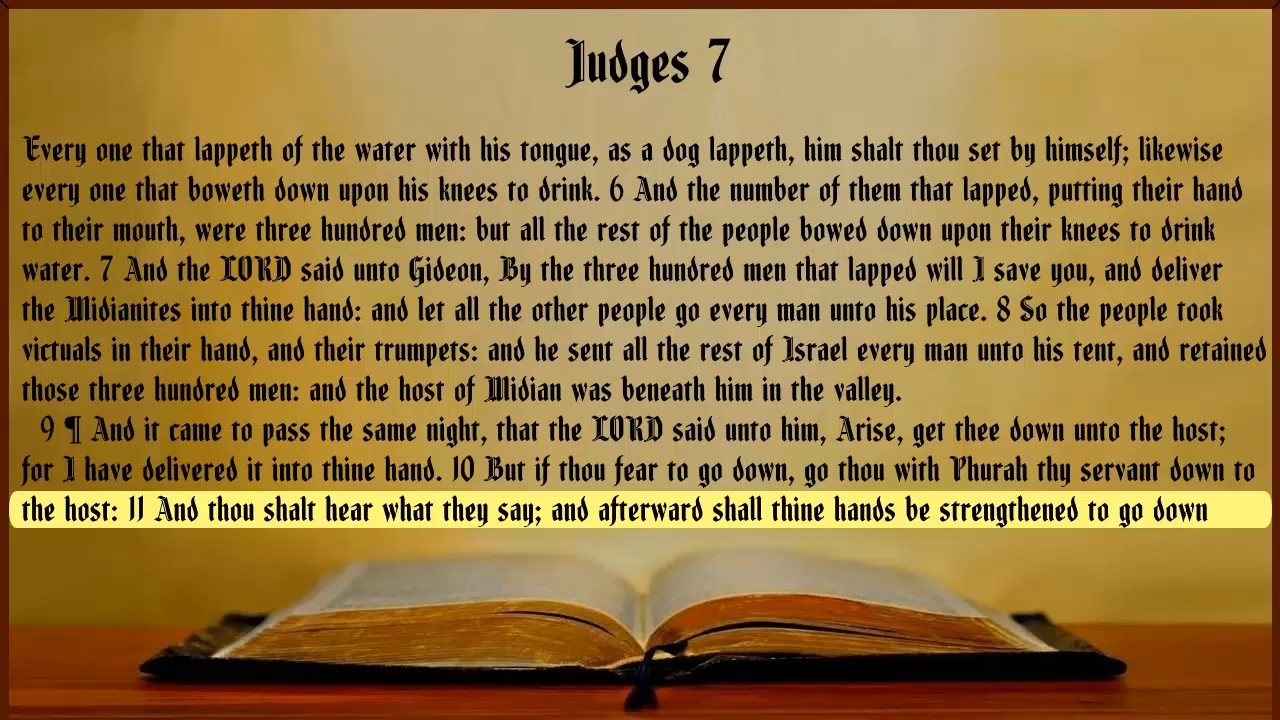 Judges 7
Every one that lappeth of the water with his tongue, as a dog lappeth, him shalt thou set by himself; likewise
every one that boweth down upon his knees to drink. 6 And the number of them that lapped, putting their hand
to their mouth, were three hundred men: but all the rest of the people bowed down upon their knees to drink
water. 7 And the LORD said unto Gideon, By the three hundred men that lapped will I save you, and deliver
the Midianites into thine hand: and let all the other people go every man unto his place. 8 So the people took
victuals in their hand, and their trumpets: and he sent all the rest of Israel every man unto his tent, and retained
those three hundred men: and the host of Midian was beneath him in the valley.
9 ¶ And it came to pass the same night, that the LORD said unto him, Arise, get thee down unto the host;
for I have delivered it into thine hand. 10 But if thou fear to go down, go thou with Phurah thy servant down to
the host: 11 And thou shalt hear what they say; and afterward shall thine hands be strengthened to go down